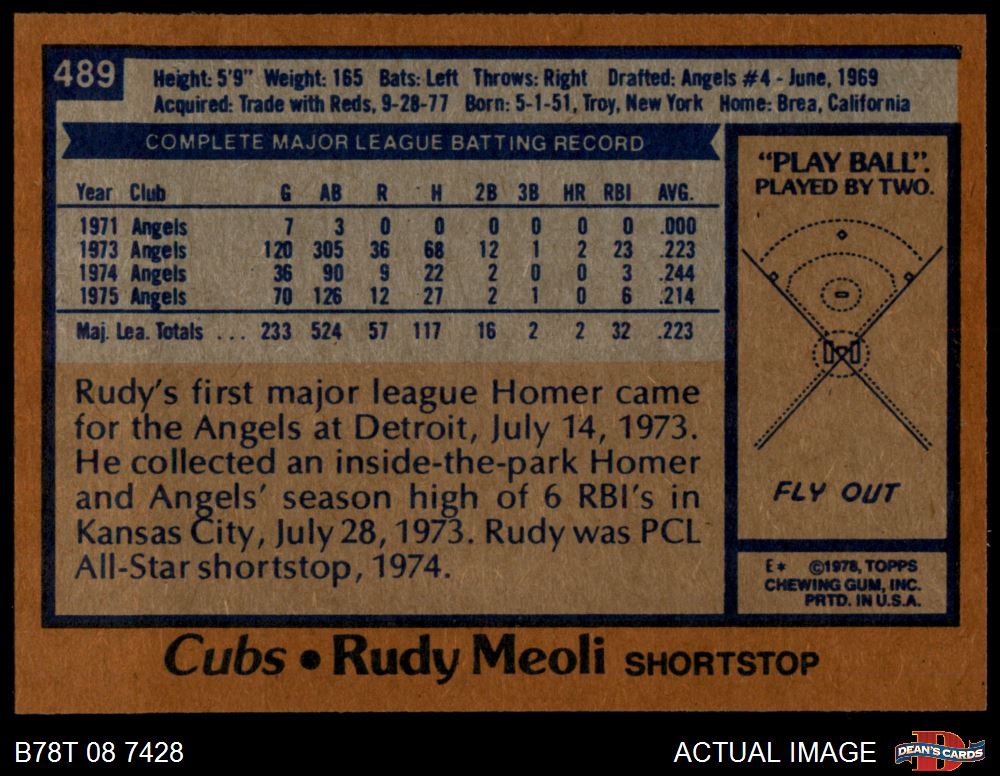 489
Height: 5'9" Weight: 165 Bats: Left Throws: Right Drafted: Angels #4 - June, 1969
Acquired: Trade with Reds, 9-28-77 Born: 5-1-51, Troy, New York Home: Brea, California
COMPLETE MAJOR LEAGUE BATTING RECORD
Year Club G AB R H 2B 3B HR RBI AVG.
1971 Angels 7 3 0 0 0 0 0 0 .000
1973 Angels 120 305 36 68 12 1 2 23 .223
1974 Angels 36 90 9 22 2 0 0 3 .244
1975 Angels 70 126 12 27 2 1 0 6 .214
Maj. Lea. Totals ... 233 524 57 117 16 2 2 32 .223
Rudy's first major league Homer came
for the Angels at Detroit, July 14, 1973.
He collected an inside-the-park Homer
and Angels' season high of 6 RBI's in
Kansas City, July 28, 1973. Rudy was PCL
All-Star shortstop, 1974.
"PLAY BALL".
PLAYED BY TWO.
FLY OUT
E* ©1978, TOPPS
CHEWING GUM, INC.
PRTD. IN U.S.A.
Cubs • Rudy Meoli SHORTSTOP
B78T 08 7428
ACTUAL IMAGE
D
DEAN'S CARDS